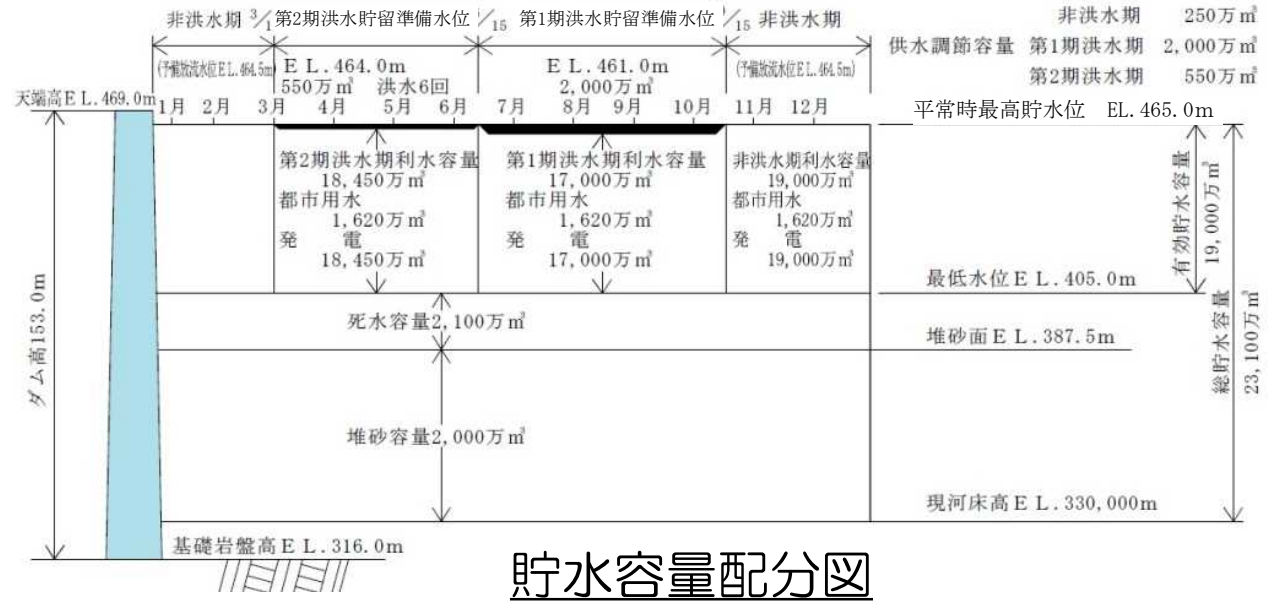 非洪水期 3/1 第2期洪水貯留準備水位 /15 第1期洪水貯留準備水位 /15 非洪水期
非洪水期 250万㎥
供水調節容量 第1期洪水期 2,000万㎥
第2期洪水期 550万㎥
(予備放流水位EL.464.5m)
EL.464.0m
550万㎥ 洪水6回
EL.461.0m
2,000万㎥
(予備放流水位EL.464.5m)
天端高EL.469.0m
1月 2月 3月 4月 5月 6月 7月 8月 9月 10月 11月 12月
平常時最高貯水位 EL.465.0m
第2期洪水期利水容量
18,450万㎥
都市用水
1,620万㎥
発 電
18,450万㎥
第1期洪水期利水容量
17,000万㎥
都市用水
1,620万㎥
発 電
17,000万㎥
非洪水期利水容量
19,000万㎥
都市用水
1,620万㎥
発 電
19,000万㎥
有効貯水容量
19,000万㎥
最低水位EL.405.0m
死水容量2,100万㎥
堆砂面EL.387.5m
総貯水容量
23,100万㎥
ダム高153.0m
堆砂容量2,000万㎥
現河床高EL.330,000m
基礎岩盤高EL.316.0m
貯水容量配分図